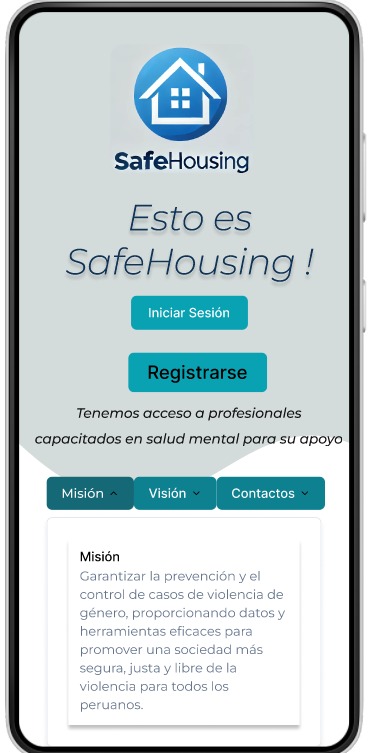 SafeHousing
Esto es
SafeHousing !
Iniciar Sesión
Registrarse
Tenemos acceso a profesionales
capacitados en salud mental para su apoyo
Misión
Visión
Contactos
Misión
Garantizar la prevención y el
control de casos de violencia de
género, proporcionando datos y
herramientas eficaces para
promover una sociedad más
segura, justa y libre de la
violencia para todos los
peruanos.